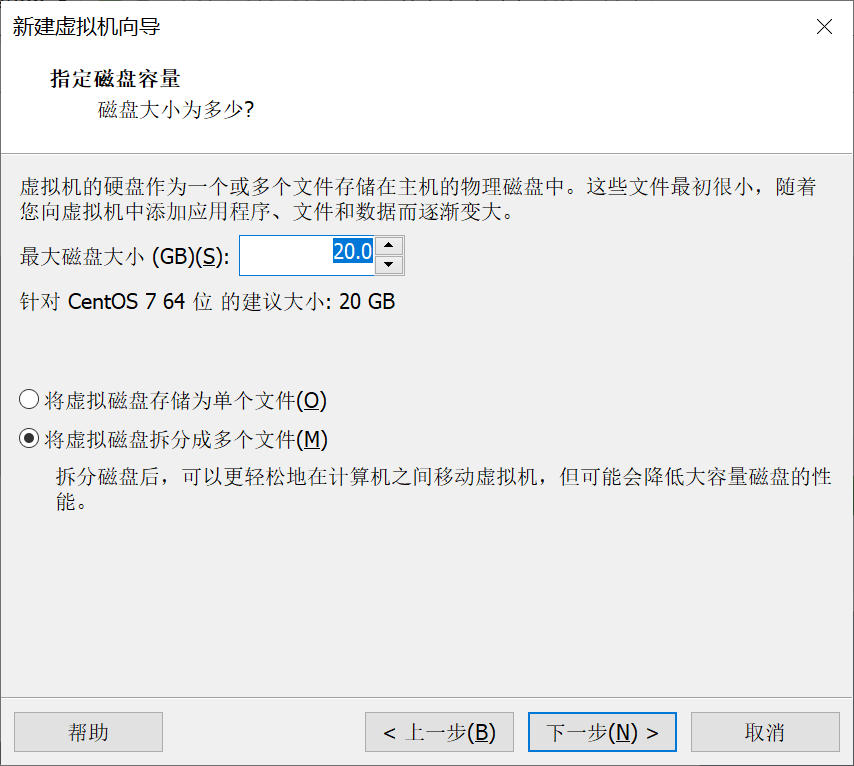 新建虚拟机向导
指定磁盘容量
磁盘大小为多少?
虚拟机的硬盘作为一个或多个文件存储在主机的物理磁盘中。这些文件最初很小，随着
您向虚拟机中添加应用程序、文件和数据而逐渐变大。
最大磁盘大小 (GB)(S): 20.0
针对 CentOS 7 64 位 的建议大小: 20 GB
将虚拟磁盘存储为单个文件(O)
将虚拟磁盘拆分成多个文件(M)
拆分磁盘后，可以更轻松地在计算机之间移动虚拟机，但可能会降低大容量磁盘的性
能。
帮助 < 上一步(B) 下一步(N) > 取消